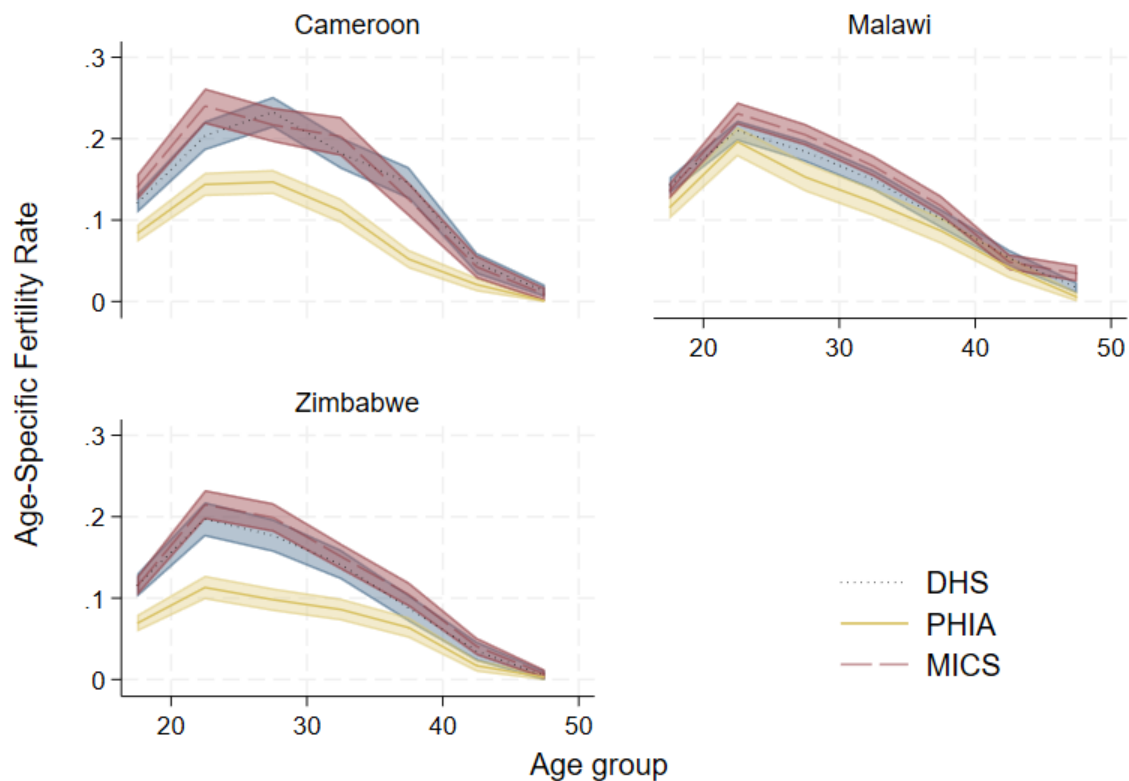 Cameroon
Malawi
.3
.2
.1
0
20
30
40
50
Zimbabwe
.3
.2
.1
0
20
30
40
50
Age-Specific Fertility Rate
Age group
DHS
PHIA
MICS